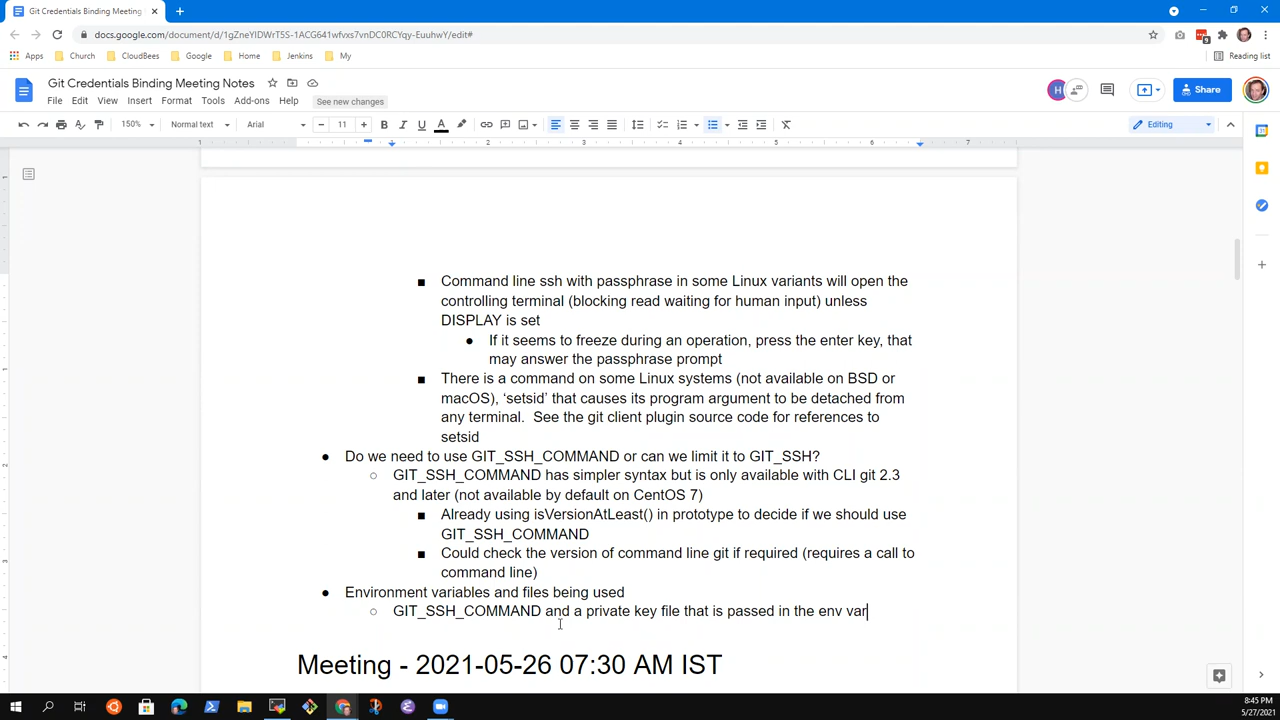 Git Credentials Binding Meeting
docs.google.com/document/d/1gZneYIDWrT5S-1ACG641wfvxs7vnDC0RCYqy-EuuhwY/edit#
Apps Church CloudBees Google Home Jenkins My Reading list
Git Credentials Binding Meeting Notes
File Edit View Insert Format Tools Add-ons Help See new changes
H Share
150% Normal text Arial 11 Editing
1 1 2 3 4 5 6 7
Command line ssh with passphrase in some Linux variants will open the
controlling terminal (blocking read waiting for human input) unless
DISPLAY is set
If it seems to freeze during an operation, press the enter key, that
may answer the passphrase prompt
There is a command on some Linux systems (not available on BSD or
macOS), ‘setsid’ that causes its program argument to be detached from
any terminal. See the git client plugin source code for references to
setsid
Do we need to use GIT_SSH_COMMAND or can we limit it to GIT_SSH?
GIT_SSH_COMMAND has simpler syntax but is only available with CLI git 2.3
and later (not available by default on CentOS 7)
Already using isVersionAtLeast() in prototype to decide if we should use
GIT_SSH_COMMAND
Could check the version of command line git if required (requires a call to
command line)
Environment variables and files being used
GIT_SSH_COMMAND and a private key file that is passed in the env var
Meeting - 2021-05-26 07:30 AM IST
8:45 PM
5/27/2021